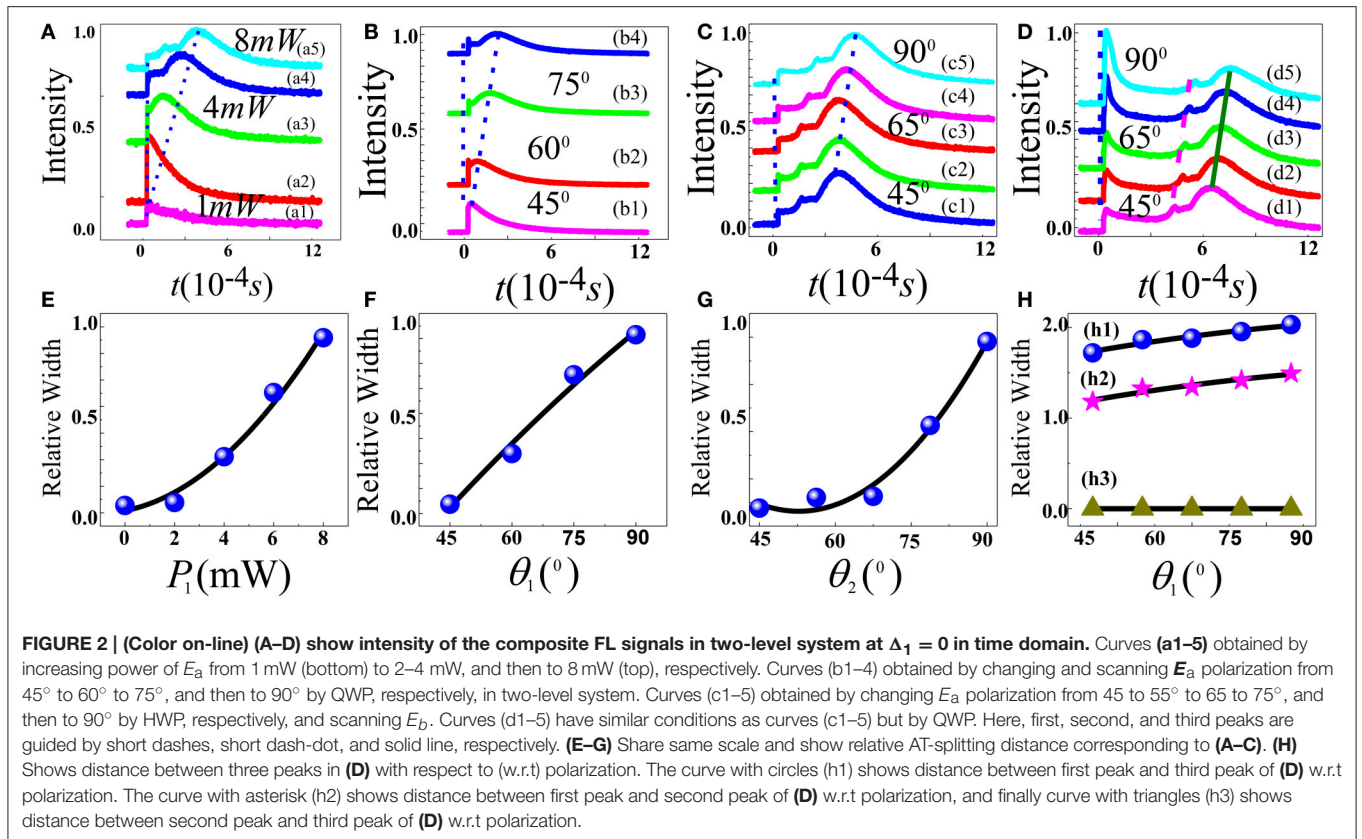 A
Intensity
1.0
0.5
0.0
8mW
(a5)
(a4)
4mW
(a3)
(a2)
1mW
(a1)
0 6 12
t(10-4s)
B
Intensity
1.0
0.5
0.0
(b4)
75⁰
(b3)
60⁰
(b2)
45⁰
(b1)
0 6 12
t(10-4s)
C
Intensity
1.0
0.5
0.0
90⁰
(c5)
(c4)
65⁰
(c3)
(c2)
45⁰
(c1)
0 6 12
t(10-4s)
D
Intensity
1.0
0.5
0.0
90⁰
(d5)
(d4)
65⁰
(d3)
(d2)
45⁰
(d1)
0 6 12
t(10-4s)
E
Relative Width
1.0
0.5
0.0
0 2 4 6 8
P₁(mW)
F
Relative Width
1.0
0.5
0.0
45 60 75 90
θ₁(⁰)
G
Relative Width
1.0
0.5
0.0
45 60 75 90
θ₂(⁰)
H
Relative Width
2.0
1.0
0.0
(h1)
(h2)
(h3)
45 60 75 90
θ₁(⁰)
FIGURE 2 | (Color on-line) (A–D) show intensity of the composite FL signals in two-level system at Δ₁ = 0 in time domain. Curves (a1–5) obtained by
increasing power of Eₐ from 1 mW (bottom) to 2–4 mW, and then to 8 mW (top), respectively. Curves (b1–4) obtained by changing and scanning Eₐ polarization from
45° to 60° to 75°, and then to 90° by QWP, respectively, in two-level system. Curves (c1–5) obtained by changing Eₐ polarization from 45 to 55° to 65 to 75°, and
then to 90° by HWP, respectively, and scanning E_b. Curves (d1–5) have similar conditions as curves (c1–5) but by QWP. Here, first, second, and third peaks are
guided by short dashes, short dash-dot, and solid line, respectively. (E–G) Share same scale and show relative AT-splitting distance corresponding to (A–C). (H)
Shows distance between three peaks in (D) with respect to (w.r.t) polarization. The curve with circles (h1) shows distance between first peak and third peak of (D) w.r.t
polarization. The curve with asterisk (h2) shows distance between first peak and second peak of (D) w.r.t polarization, and finally curve with triangles (h3) shows
distance between second peak and third peak of (D) w.r.t polarization.